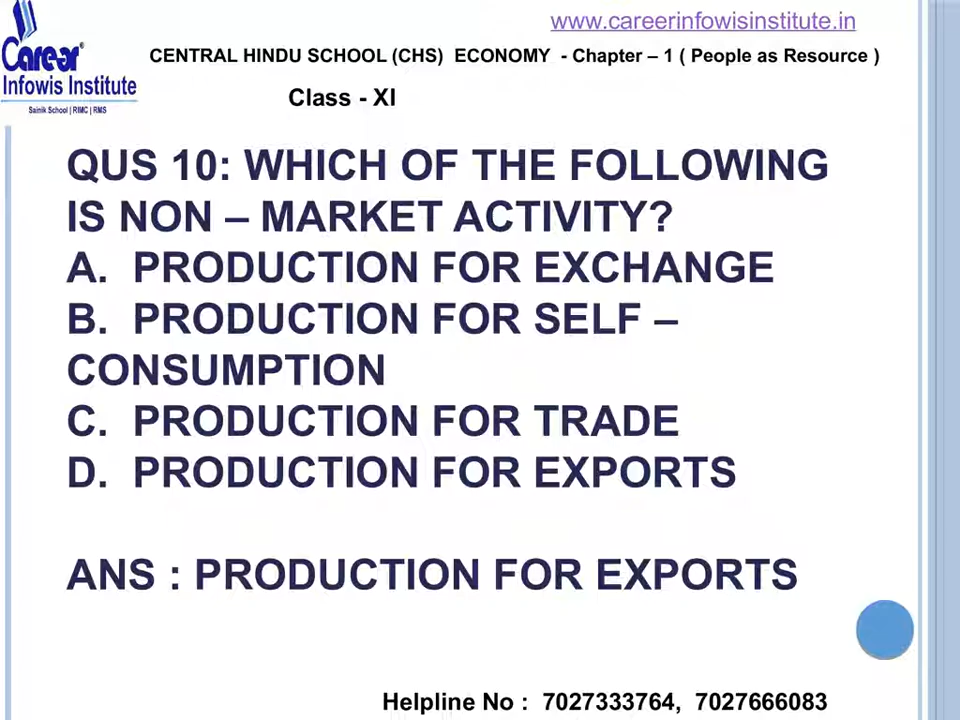 www.careerinfowisinstitute.in
Carear®
Infowis Institute
Sainik School | RIMC | RMS
CENTRAL HINDU SCHOOL (CHS) ECONOMY - Chapter – 1 ( People as Resource )
Class - XI
QUS 10: WHICH OF THE FOLLOWING
IS NON – MARKET ACTIVITY?
A. PRODUCTION FOR EXCHANGE
B. PRODUCTION FOR SELF –
CONSUMPTION
C. PRODUCTION FOR TRADE
D. PRODUCTION FOR EXPORTS
ANS : PRODUCTION FOR EXPORTS
Helpline No : 7027333764, 7027666083